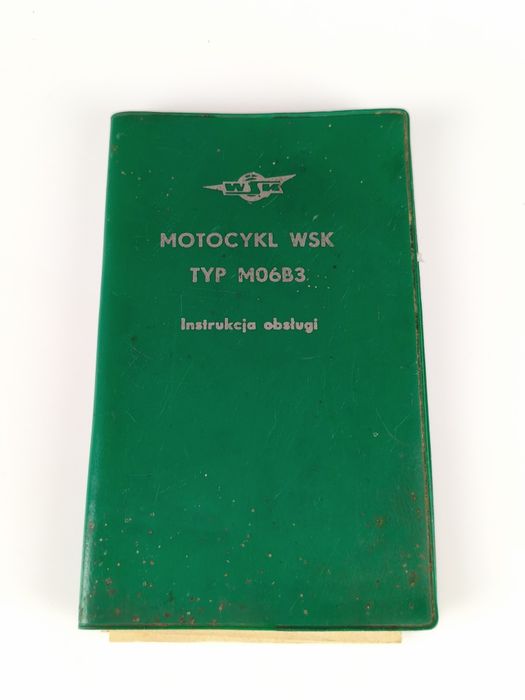 WSK
MOTOCYKL WSK
TYP M06B3
Instrukcja obsługi